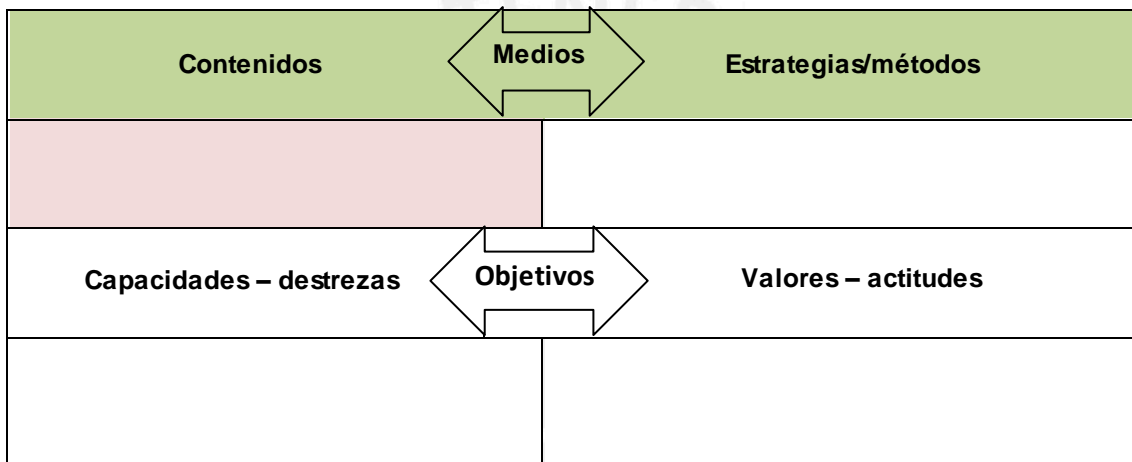 Contenidos
Medios
Estrategias/métodos
Capacidades – destrezas
Objetivos
Valores – actitudes